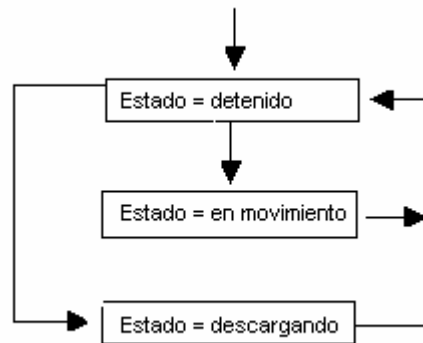 Estado = detenido
Estado = en movimiento
Estado = descargando